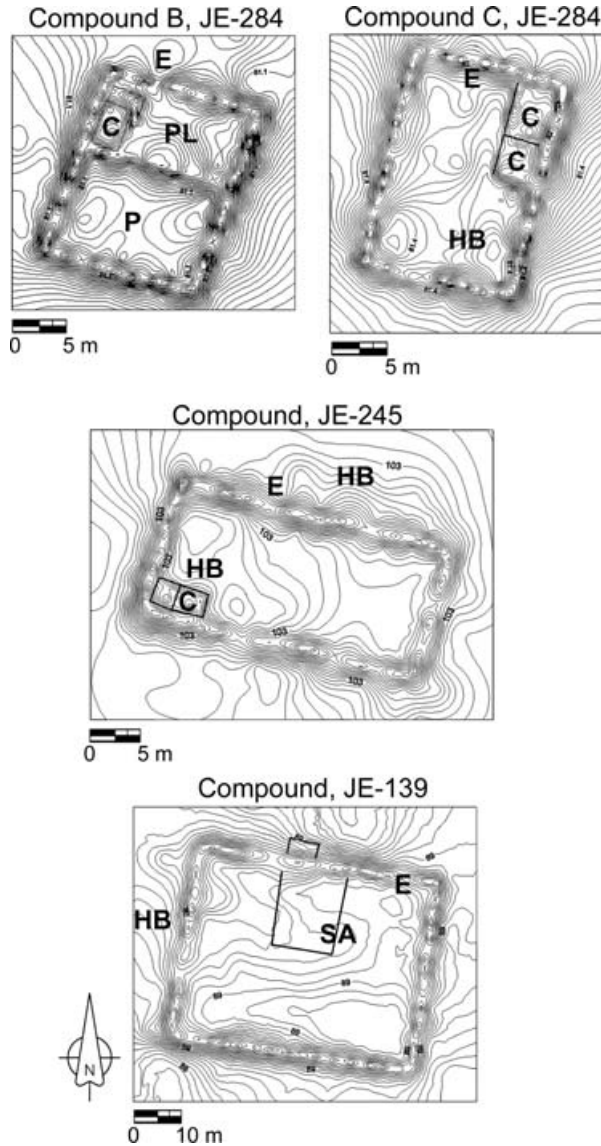 Compound B, JE-284
E
C
PL
P
0 5 m
Compound C, JE-284
E
C
C
HB
0 5 m
Compound, JE-245
HB
E
103
103
103
HB
C
103
103
103
0 5 m
Compound, JE-139
E
HB
SA
N
0 10 m